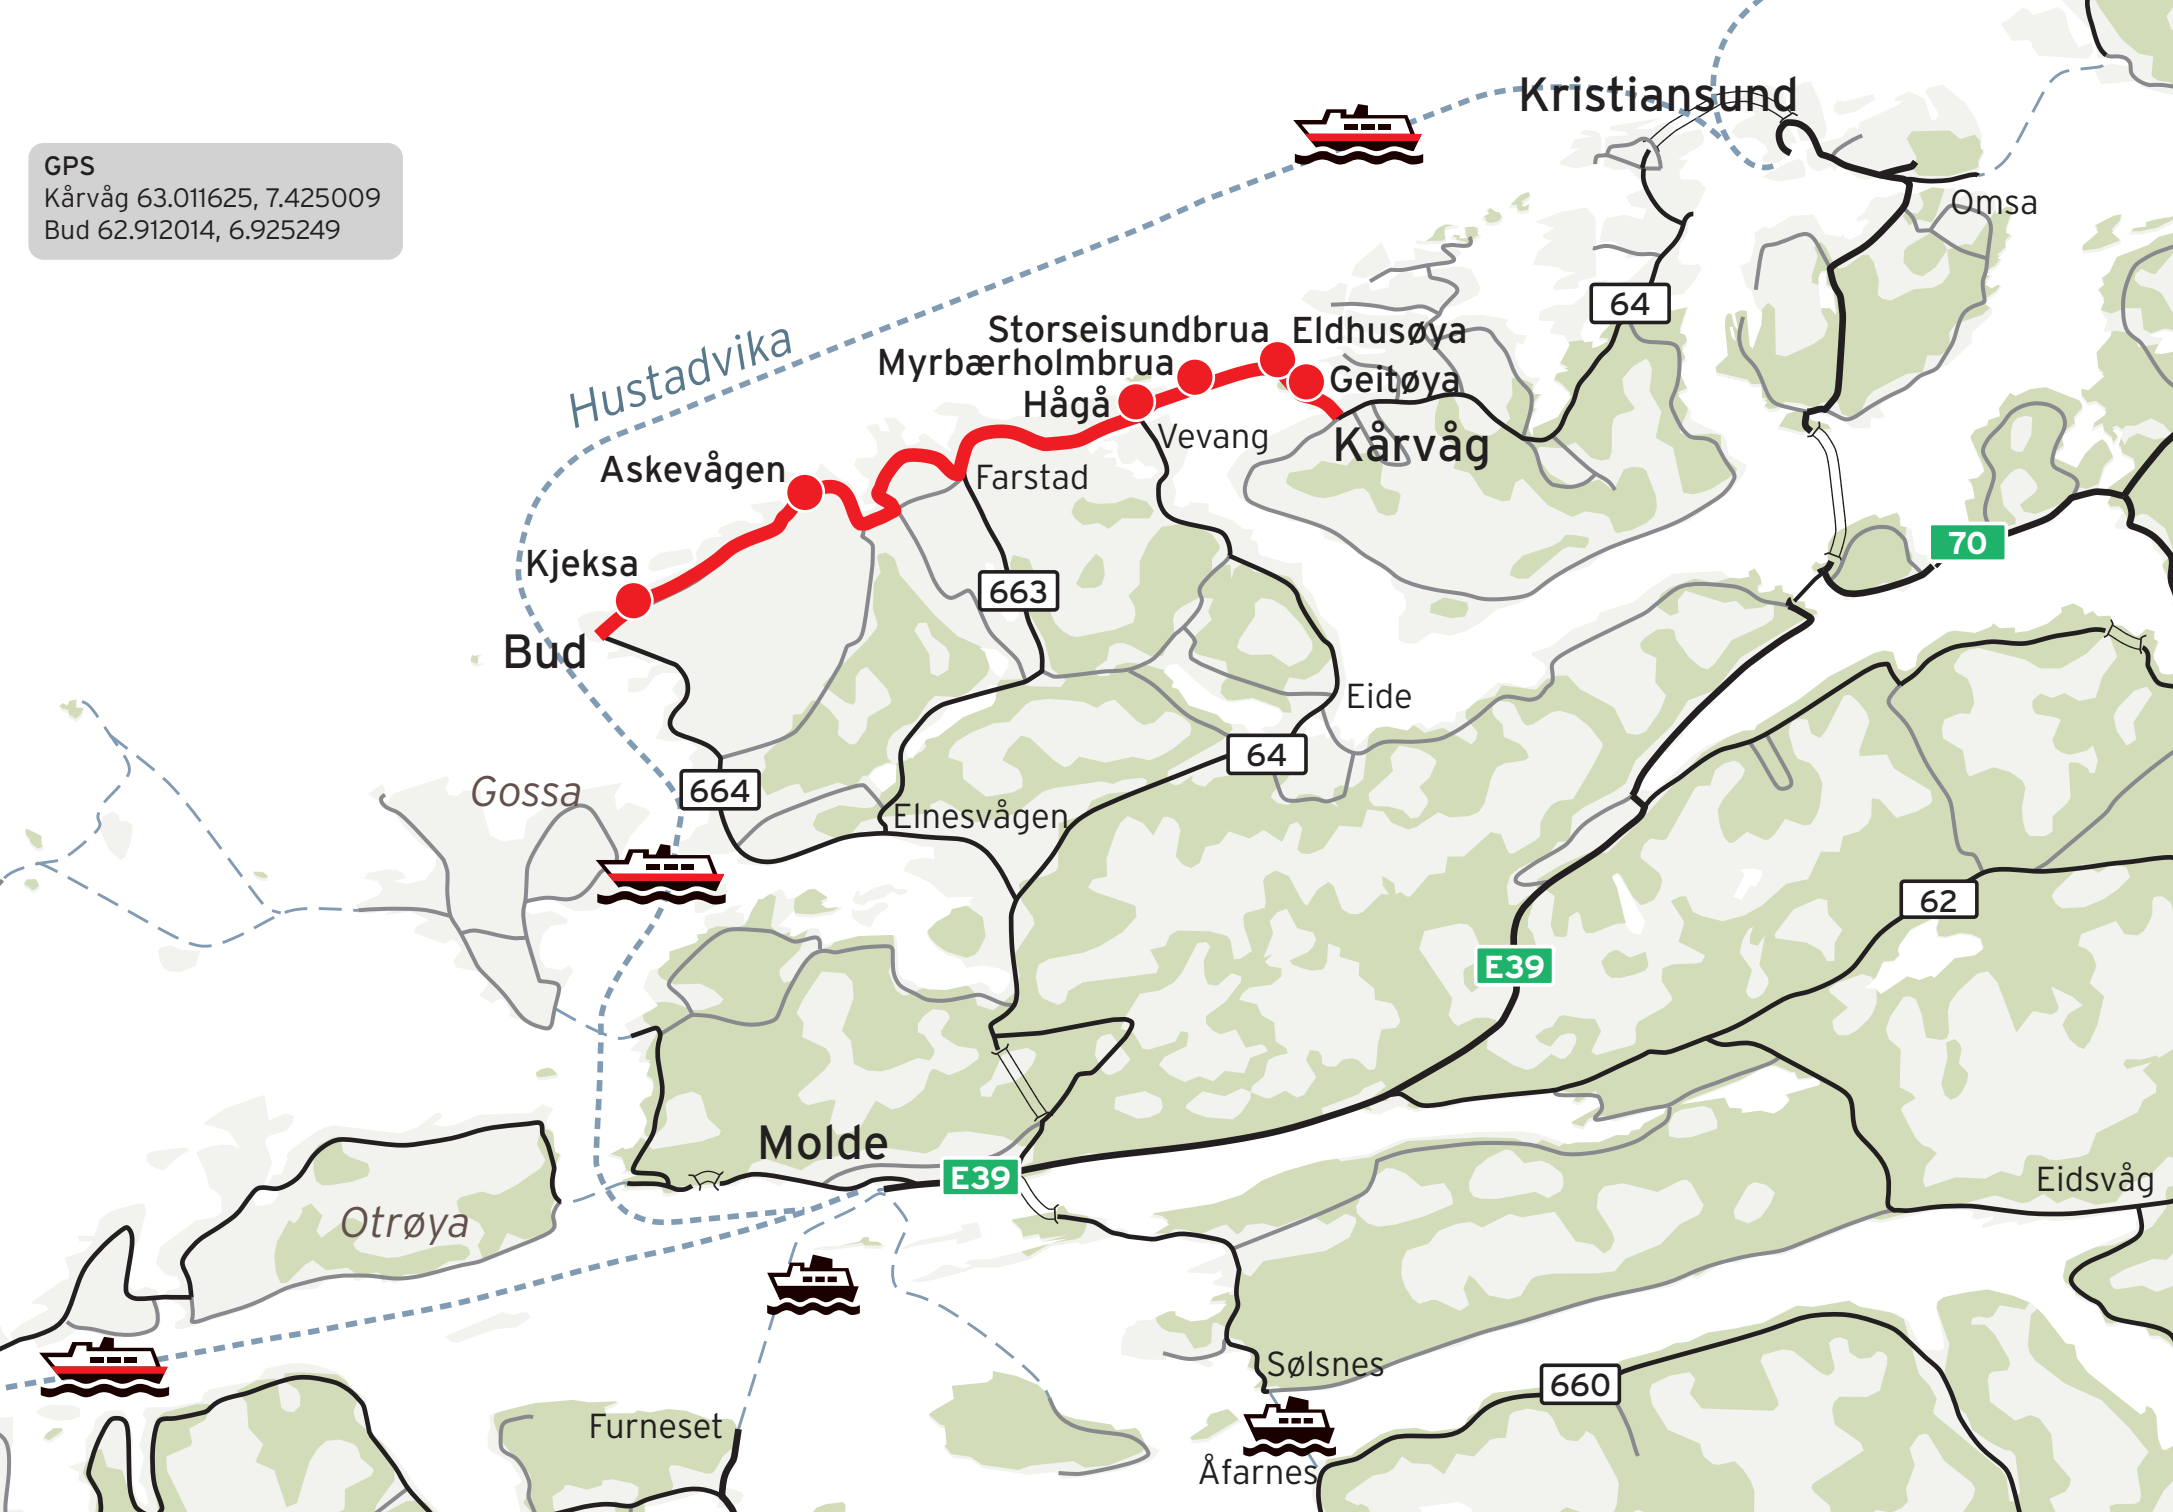 Kristiansund
GPS
Kårvåg 63.011625, 7.425009
Bud 62.912014, 6.925249
Omsa
64
Hustadvika
Storseisundbrua
Eldhusøya
Myrbærholmbrua
Geitøya
Hågå
Vevang
Kårvåg
Askevågen
Farstad
70
Kjeksa
663
Bud
Eide
64
Gossa
664
Elnesvågen
62
E39
Molde
E39
Eidsvåg
Otrøya
Sølsnes
660
Furneset
Åfarnes